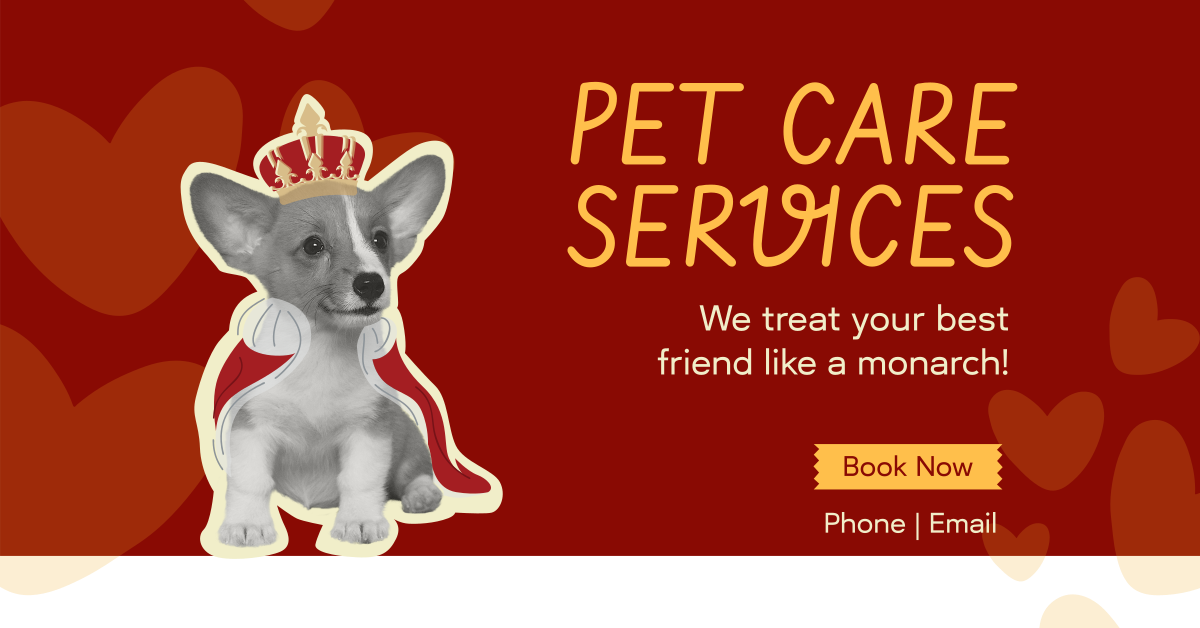 PET CARE
SERVICES
We treat your best
friend like a monarch!
Book Now
Phone | Email